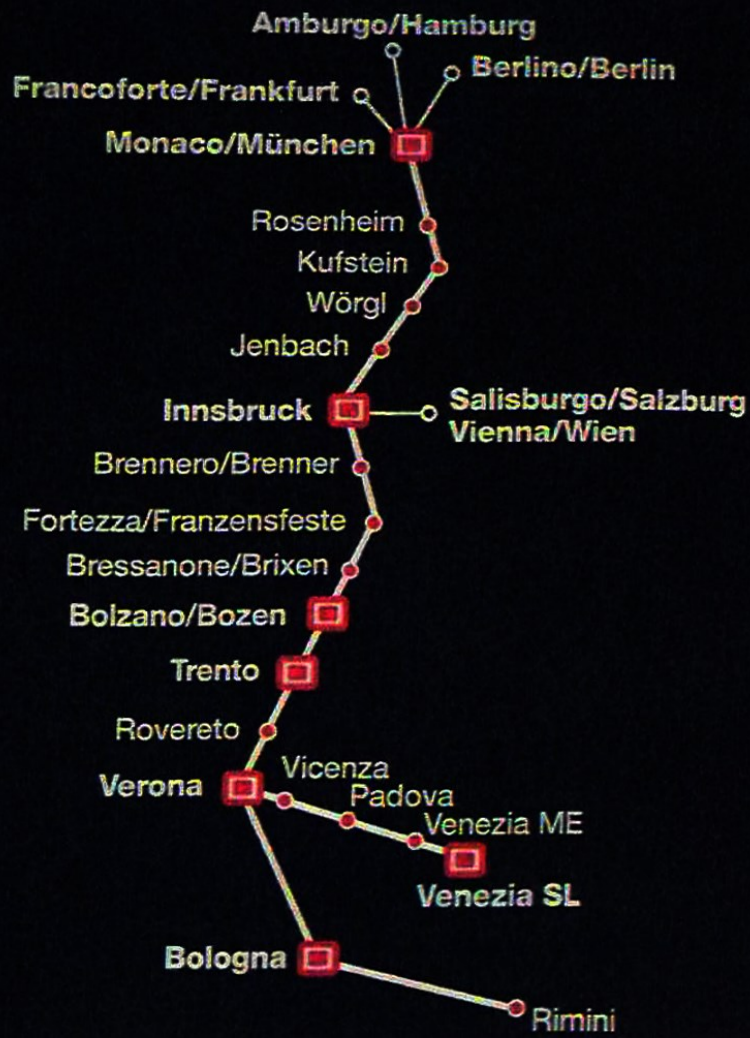 Amburgo/Hamburg
Berlino/Berlin
Francoforte/Frankfurt
Monaco/München
Rosenheim
Kufstein
Wörgl
Jenbach
Innsbruck
Salisburgo/Salzburg
Vienna/Wien
Brennero/Brenner
Fortezza/Franzensfeste
Bressanone/Brixen
Bolzano/Bozen
Trento
Rovereto
Verona
Vicenza
Padova
Venezia ME
Venezia SL
Bologna
Rimini